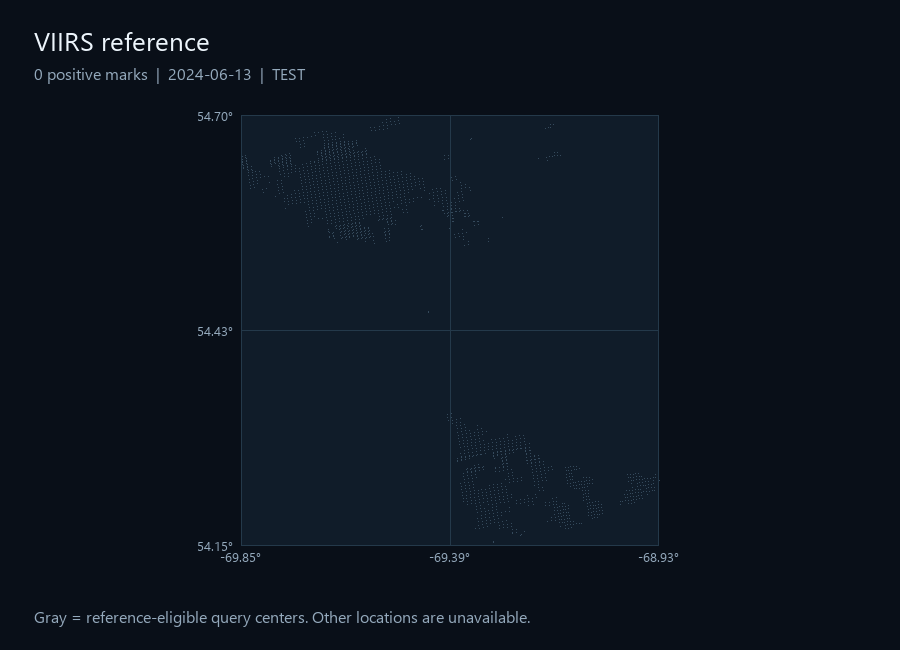 VIIRS reference
0 positive marks | 2024-06-13 | TEST
54.70°
54.43°
54.15°
-69.85°
-69.39°
-68.93°
Gray = reference-eligible query centers. Other locations are unavailable.